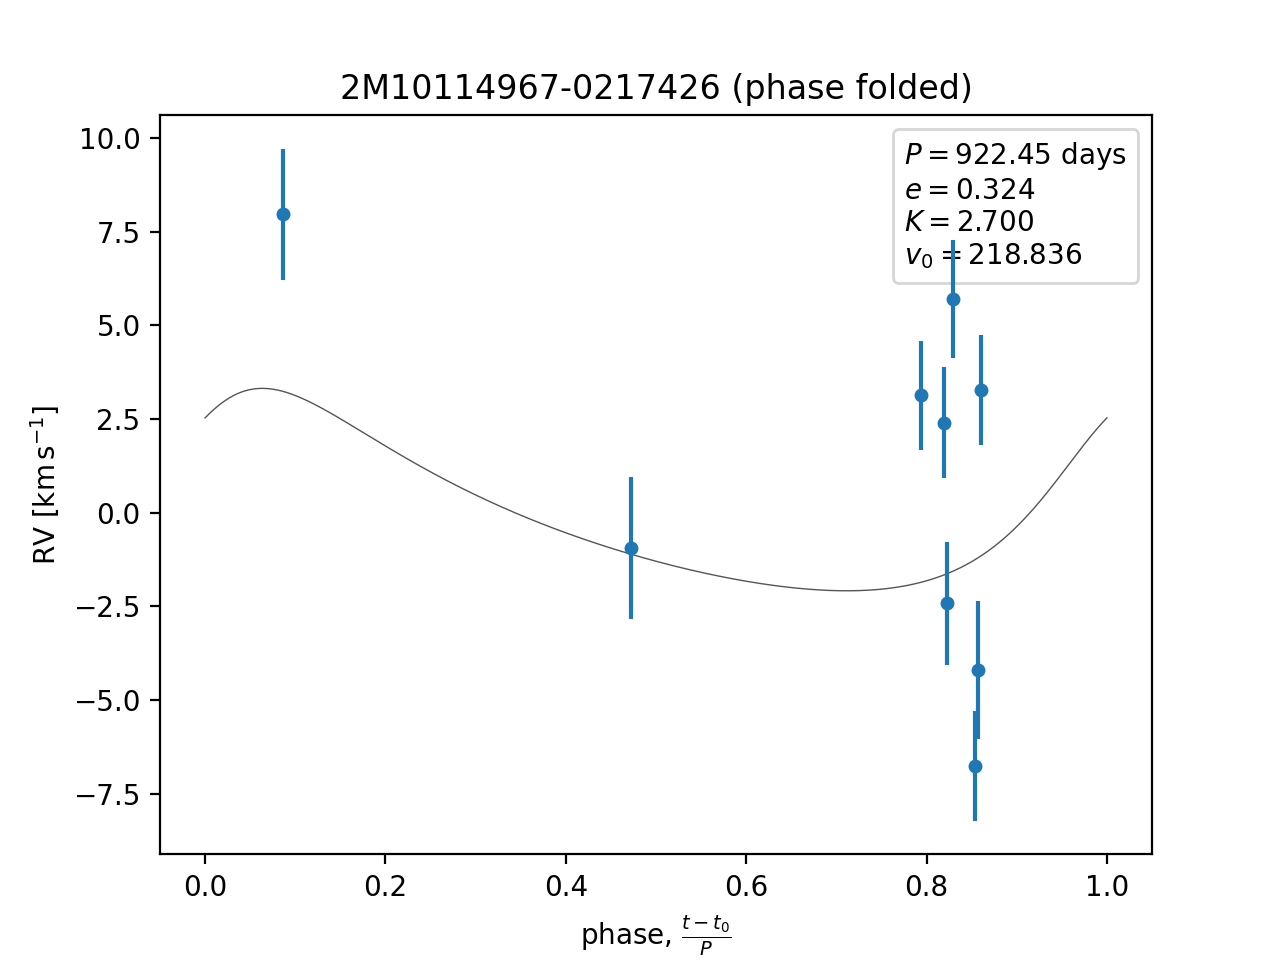 2M10114967-0217426 (phase folded)
P = 922.45 days
e = 0.324
K = 2.700
v₀ = 218.836
RV [km s⁻¹]
10.0
7.5
5.0
2.5
0.0
−2.5
−5.0
−7.5
0.0 0.2 0.4 0.6 0.8 1.0
phase, (t − t₀)/P